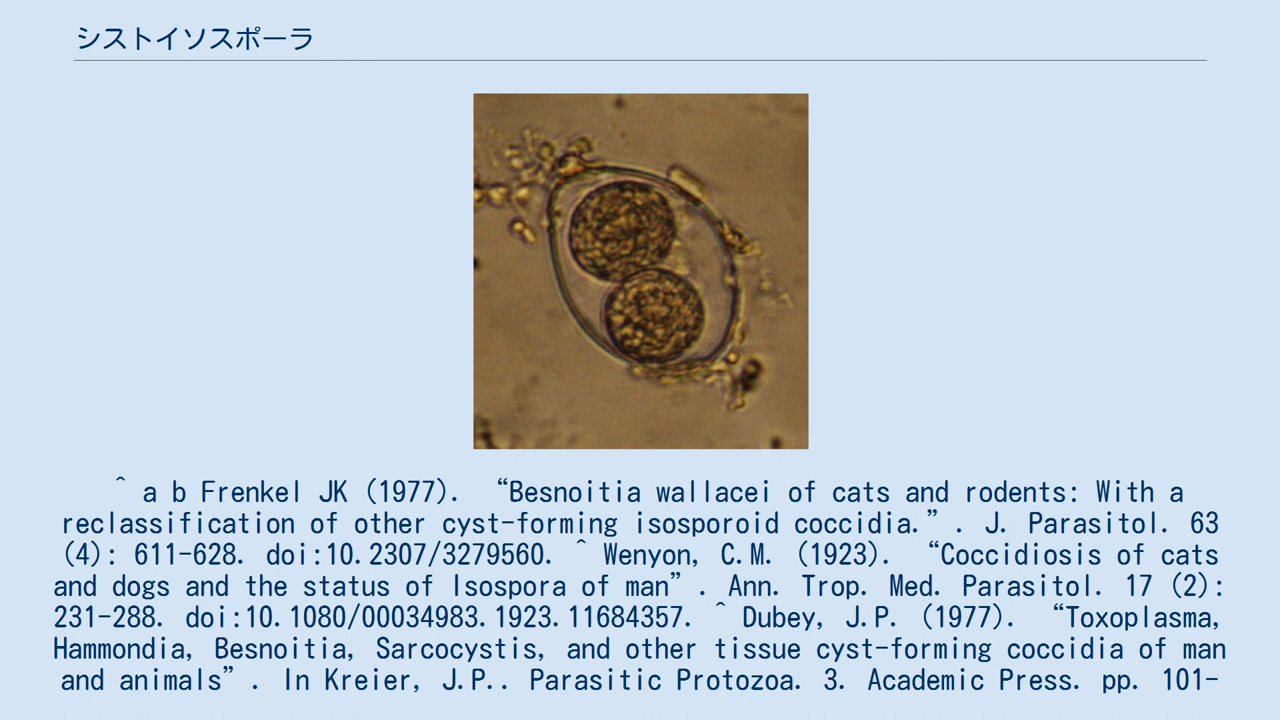 シストイソスポーラ
^ a b Frenkel JK (1977). “Besnoitia wallacei of cats and rodents: With a
reclassification of other cyst-forming isosporoid coccidia.”. J. Parasitol. 63
(4): 611-628. doi:10.2307/3279560. ^ Wenyon, C.M. (1923). “Coccidiosis of cats
and dogs and the status of Isospora of man”. Ann. Trop. Med. Parasitol. 17 (2):
231-288. doi:10.1080/00034983.1923.11684357. ^ Dubey, J.P. (1977). “Toxoplasma,
Hammondia, Besnoitia, Sarcocystis, and other tissue cyst-forming coccidia of man
and animals”. In Kreier, J.P.. Parasitic Protozoa. 3. Academic Press. pp. 101-